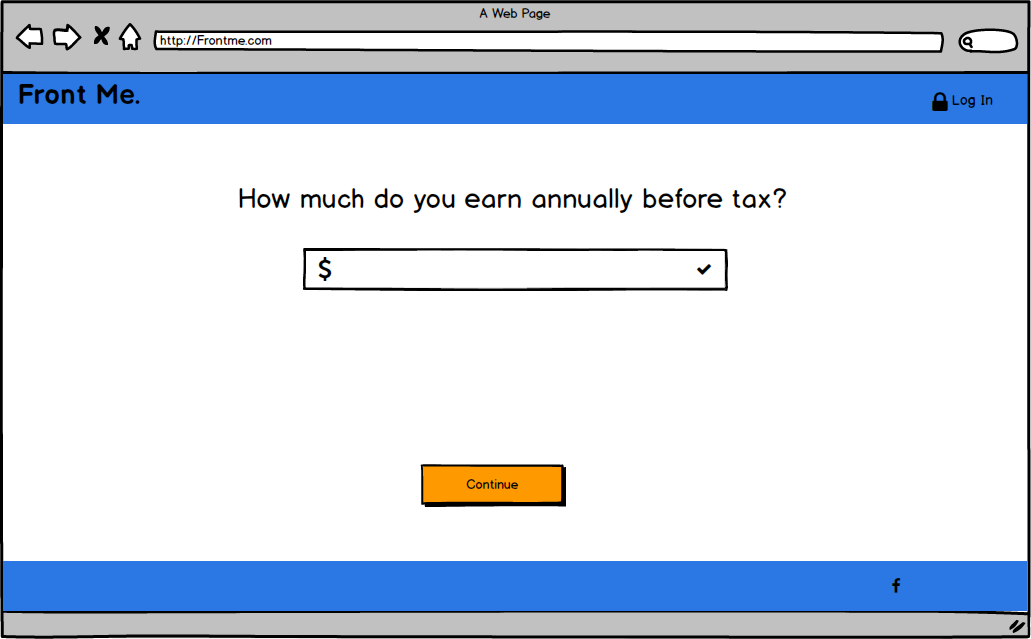 A Web Page
http://Frontme.com
Front Me.
Log In
How much do you earn annually before tax?
$
Continue
f